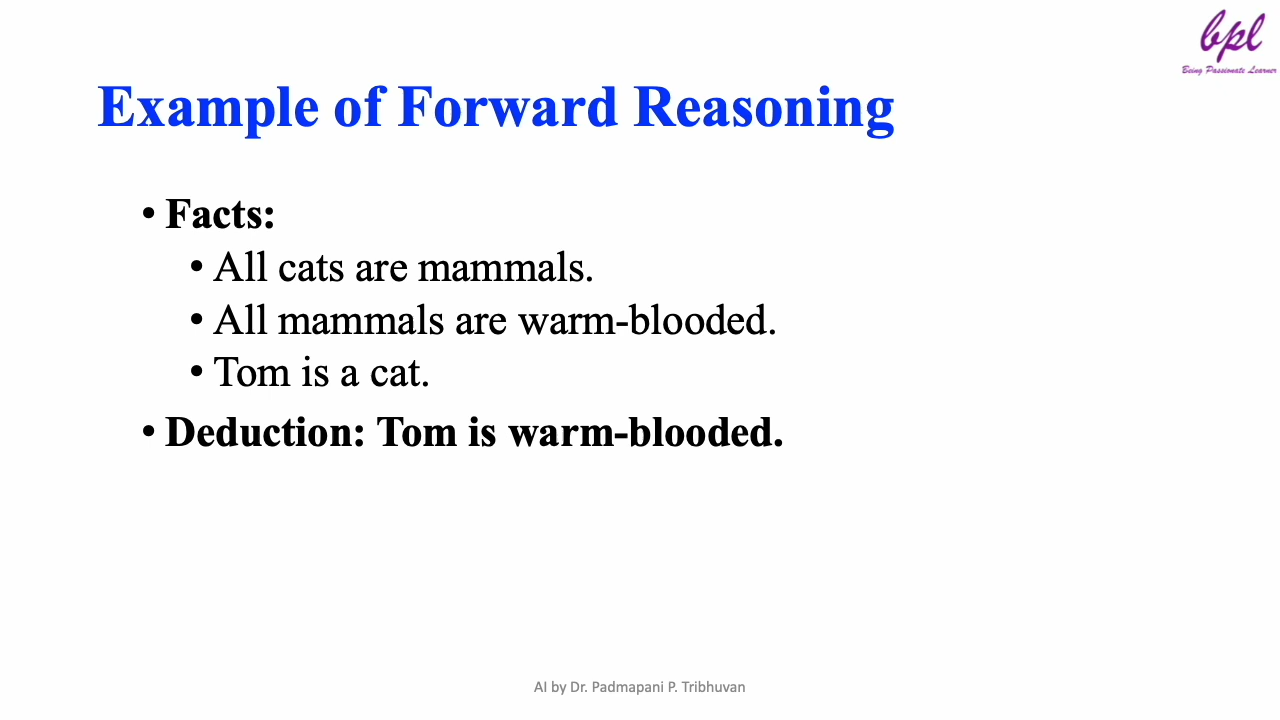 bpl
Being Passionate Learner
Example of Forward Reasoning
• Facts:
• All cats are mammals.
• All mammals are warm-blooded.
• Tom is a cat.
• Deduction: Tom is warm-blooded.
AI by Dr. Padmapani P. Tribhuvan